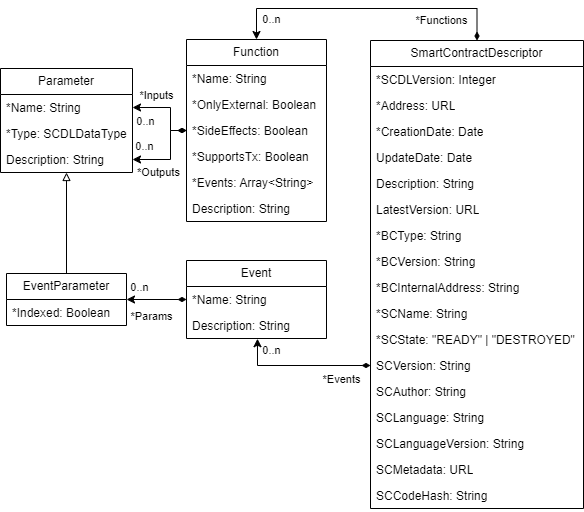 0..n
*Functions
Function
*Name: String
*OnlyExternal: Boolean
*SideEffects: Boolean
*SupportsTx: Boolean
*Events: Array<String>
Description: String
SmartContractDescriptor
*SCDLVersion: Integer
*Address: URL
*CreationDate: Date
UpdateDate: Date
Description: String
LatestVersion: URL
*BCType: String
*BCVersion: String
*BCInternalAddress: String
*SCName: String
*SCState: "READY" | "DESTROYED"
SCVersion: String
SCAuthor: String
SCLanguage: String
SCLanguageVersion: String
SCMetadata: URL
SCCodeHash: String
Parameter
*Name: String
*Type: SCDLDataType
Description: String
*Inputs
0..n
0..n
*Outputs
EventParameter
*Indexed: Boolean
0..n
*Params
Event
*Name: String
Description: String
0..n
*Events